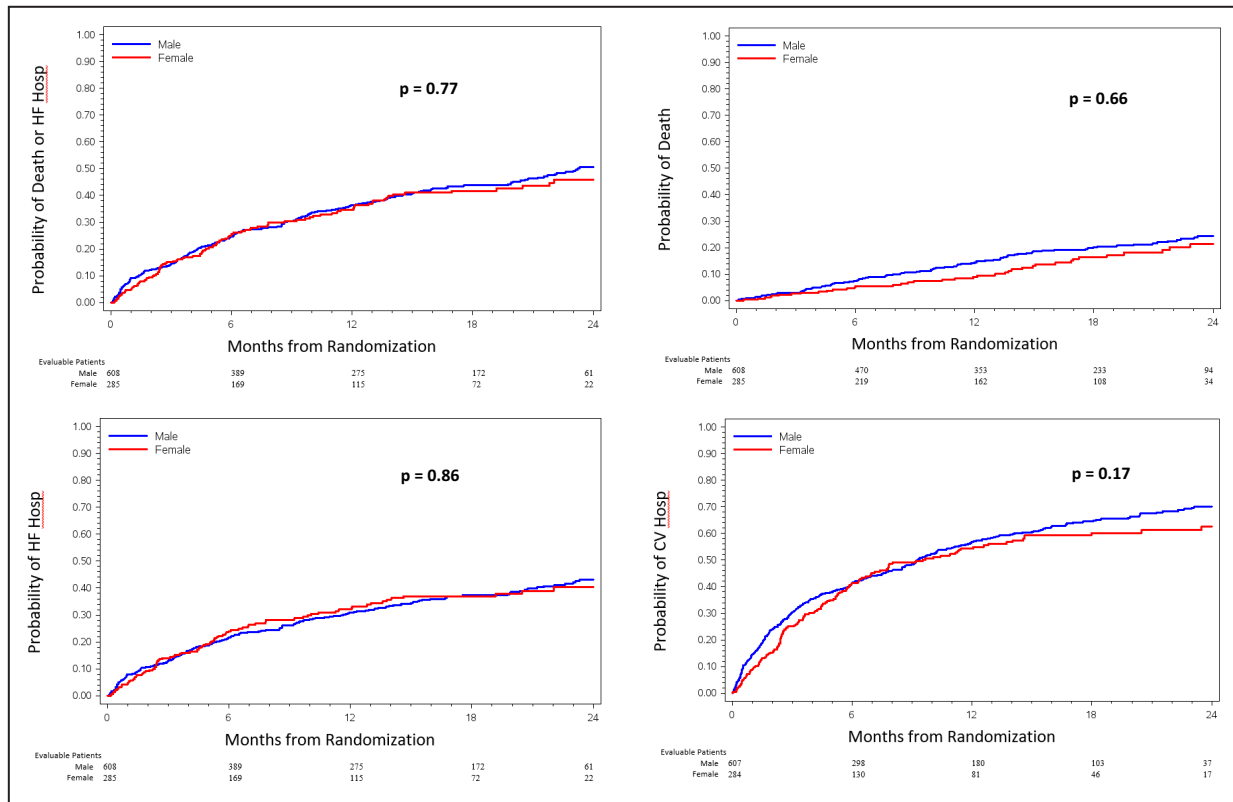 Male
Female
p = 0.77
Probability of Death or HF Hosp
1.00
0.90
0.80
0.70
0.60
0.50
0.40
0.30
0.20
0.10
0.00
0 6 12 18 24
Months from Randomization
Evaluable Patients
Male 608 389 275 172 61
Female 285 169 115 72 22
Male
Female
p = 0.66
Probability of Death
1.00
0.90
0.80
0.70
0.60
0.50
0.40
0.30
0.20
0.10
0.00
0 6 12 18 24
Months from Randomization
Evaluable Patients
Male 608 470 353 233 94
Female 285 219 162 108 34
Male
Female
p = 0.86
Probability of HF Hosp
1.00
0.90
0.80
0.70
0.60
0.50
0.40
0.30
0.20
0.10
0.00
0 6 12 18 24
Months from Randomization
Evaluable Patients
Male 608 389 275 172 61
Female 285 169 115 72 22
Male
Female
p = 0.17
Probability of CV Hosp
1.00
0.90
0.80
0.70
0.60
0.50
0.40
0.30
0.20
0.10
0.00
0 6 12 18 24
Months from Randomization
Evaluable Patients
Male 607 298 180 103 37
Female 284 130 81 46 17